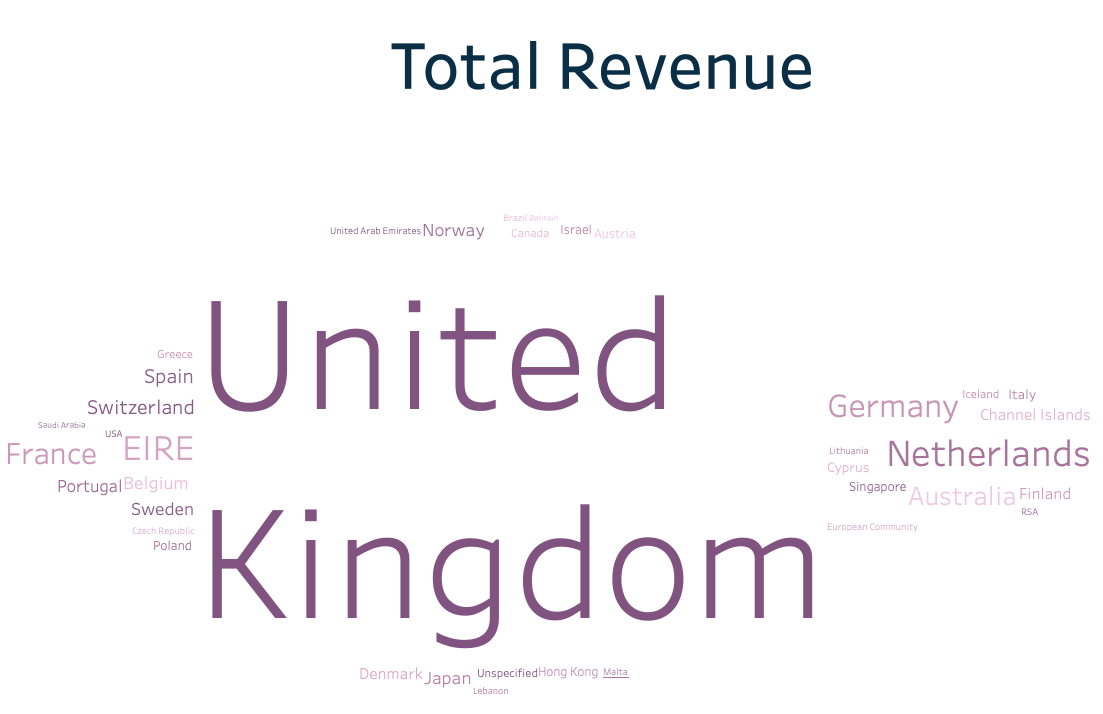 Total Revenue
Brazil Bahrain
United Arab Emirates Norway Canada Israel Austria
United
Kingdom
Greece
Spain
Switzerland
Saudi Arabia
USA EIRE
France
Portugal Belgium
Sweden
Czech Republic
Poland
Germany Iceland Italy
Channel Islands
Lithuania Netherlands
Cyprus
Singapore Australia Finland
RSA
European Community
Denmark Japan Unspecified Hong Kong Malta
Lebanon